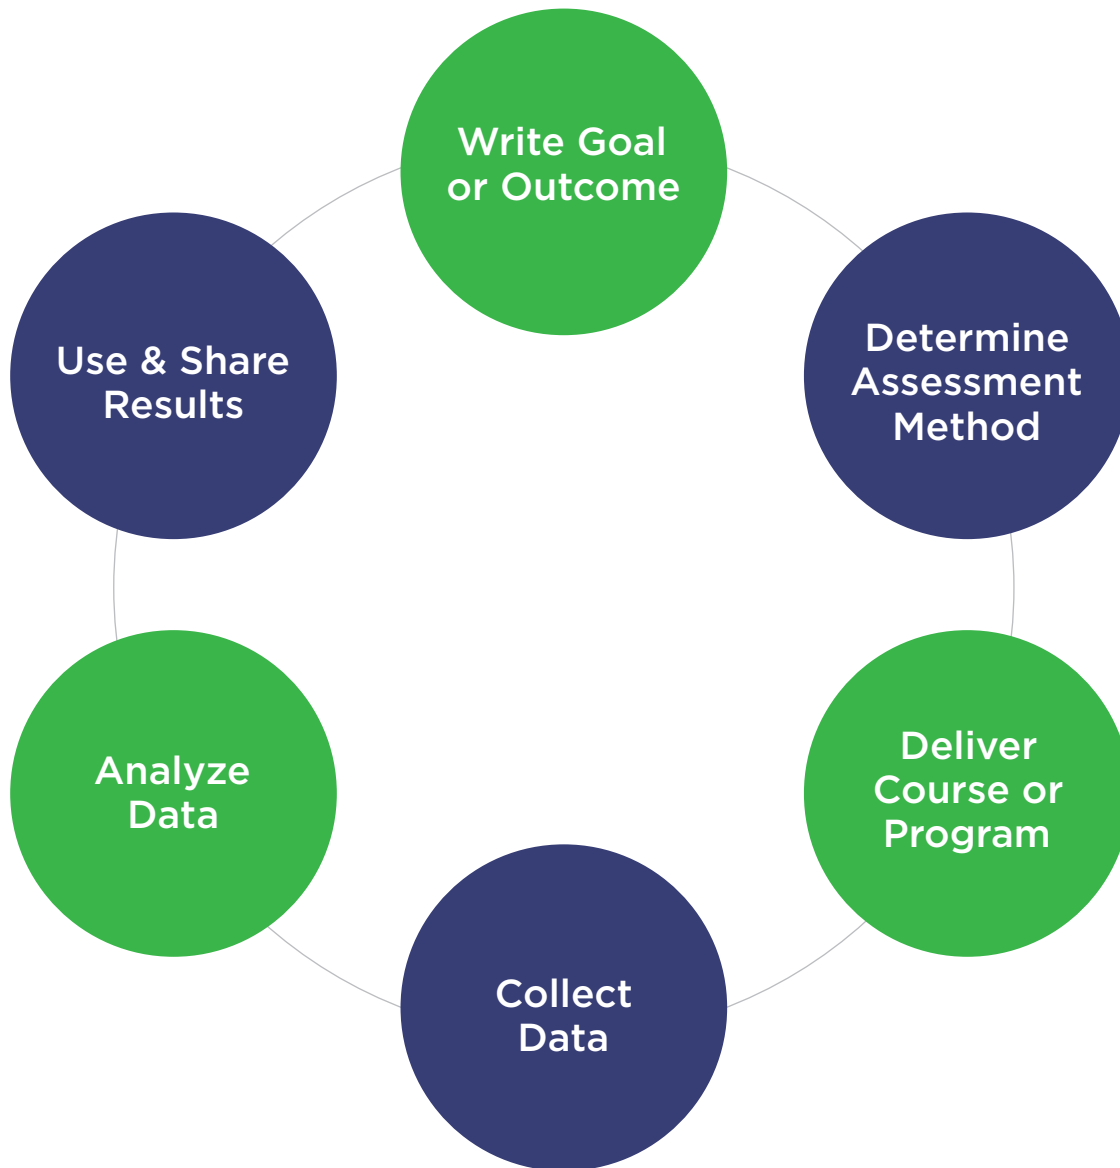 Write Goal
or Outcome
Determine
Assessment
Method
Deliver
Course or
Program
Collect
Data
Analyze
Data
Use & Share
Results